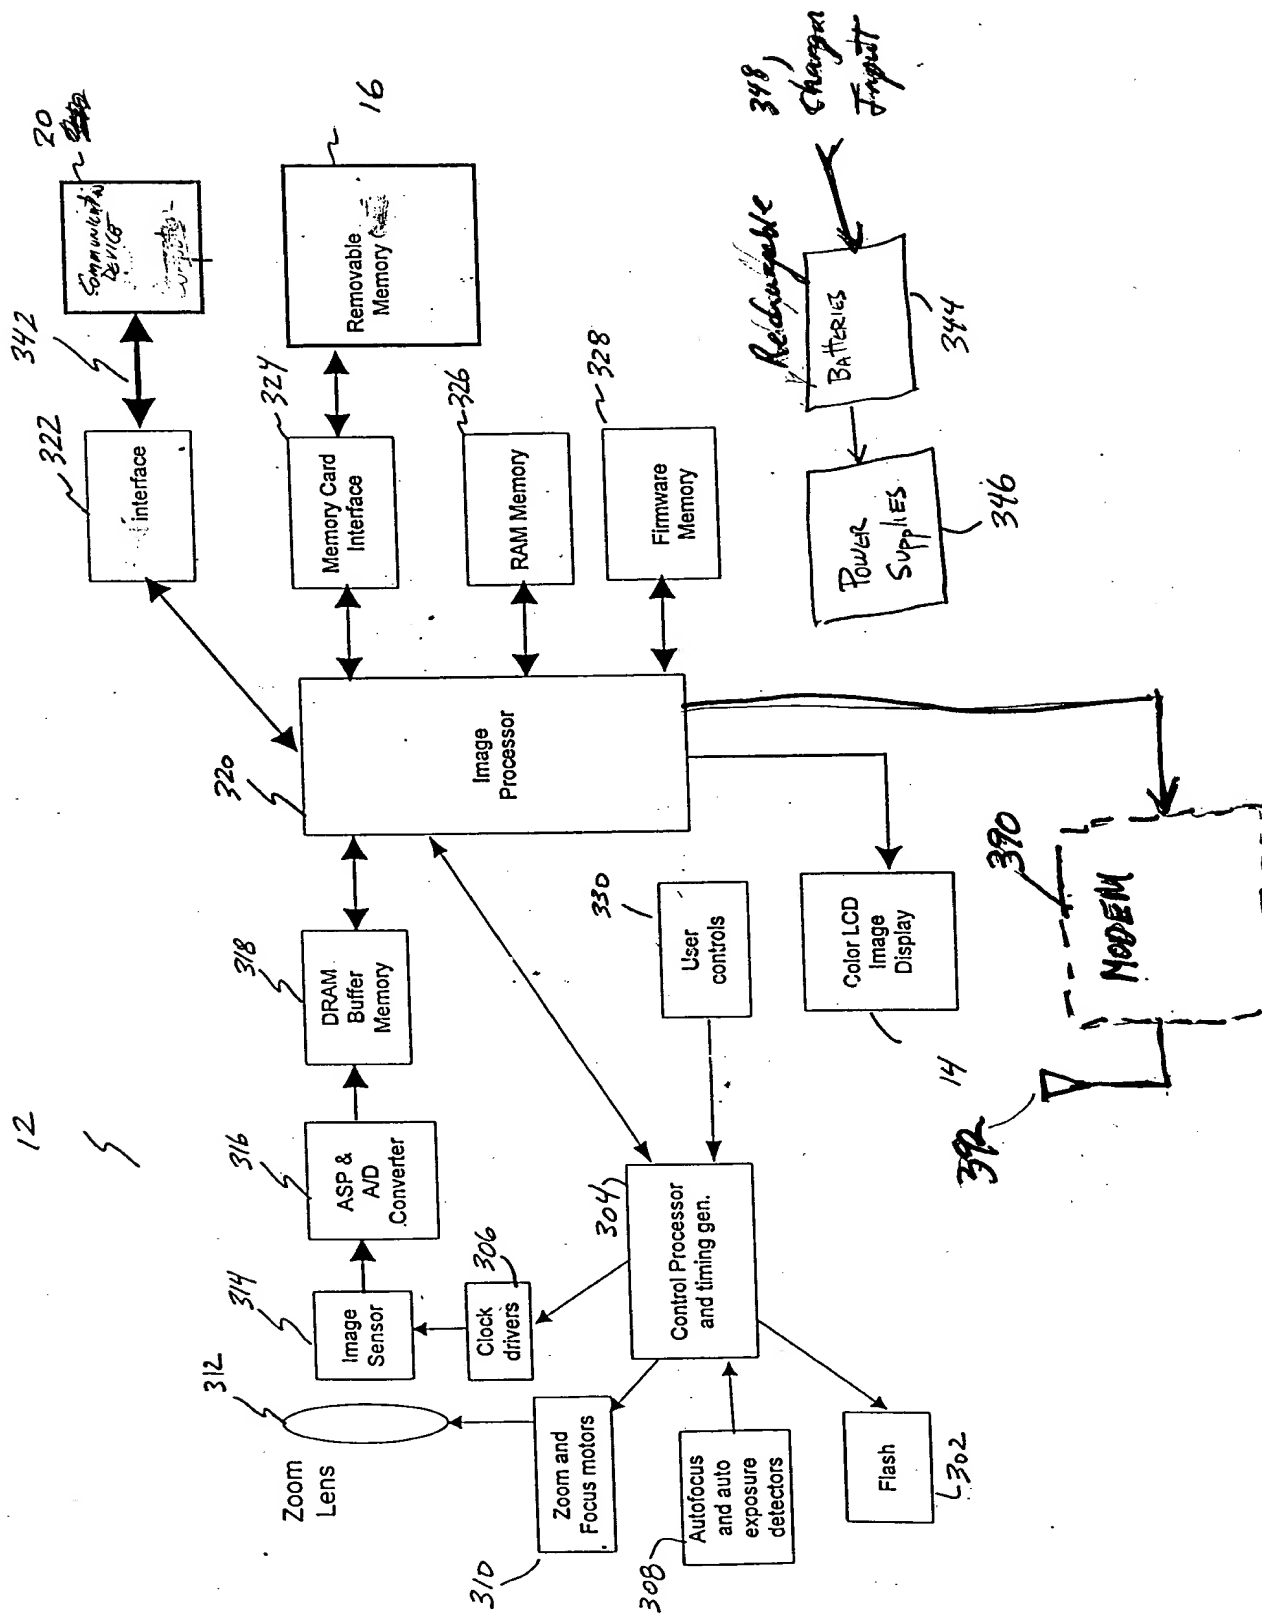 12
20
COMMUNICATION
DEVICE
342
322
interface
16
Removable
Memory
324
Memory Card
Interface
326
RAM Memory
328
Firmware
Memory
348,
Charger
Input
Rechargeable
BATTERIES
344
POWER
SUPPLIES
346
320
Image
Processor
318
DRAM
Buffer
Memory
316
ASP &
A/D
Converter
314
Image
Sensor
312
Zoom
Lens
306
Clock
drivers
304
Control Processor
and timing gen.
330
User
controls
Color LCD
Image
Display
14
390
MODEM
392
310
Zoom and
Focus motors
308
Autofocus
and auto
exposure
detectors
Flash
302